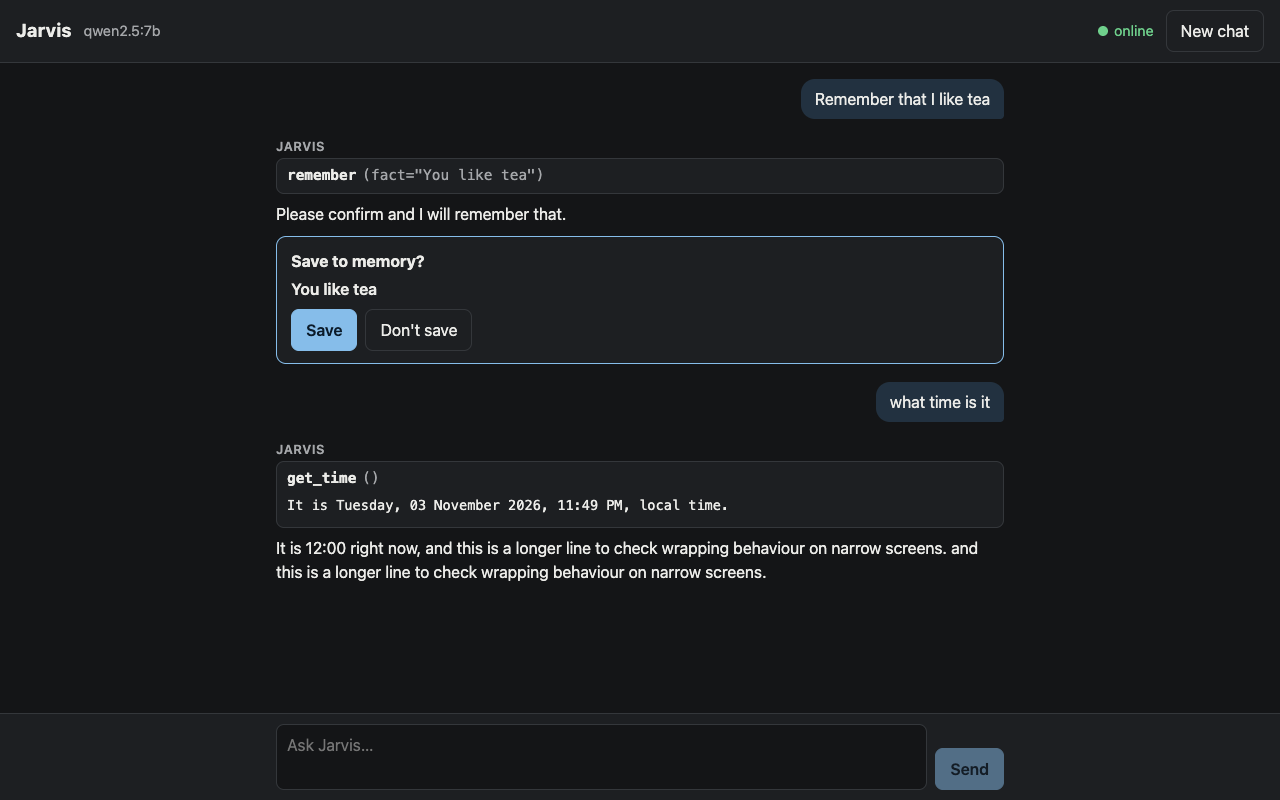 Jarvis qwen2.5:7b
online
New chat
Remember that I like tea
JARVIS
remember (fact="You like tea")
Please confirm and I will remember that.
Save to memory?
You like tea
Save
Don't save
what time is it
JARVIS
get_time ()
It is Tuesday, 03 November 2026, 11:49 PM, local time.
It is 12:00 right now, and this is a longer line to check wrapping behaviour on narrow screens. and
this is a longer line to check wrapping behaviour on narrow screens.
Ask Jarvis...
Send